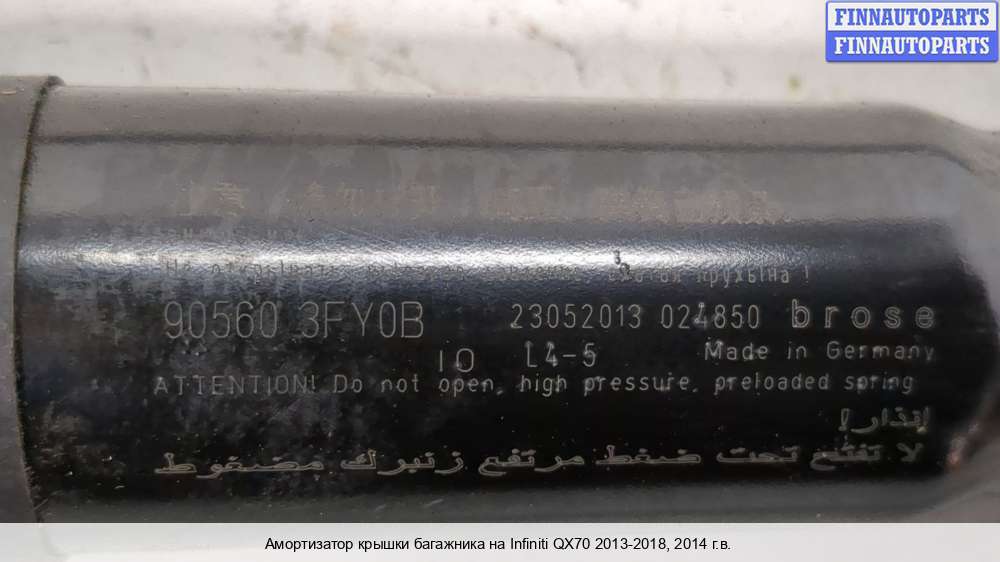 FINNAUTOPARTS
FINNAUTOPARTS
90560 3FY0B 23052013 024850 brose
IO L4-5 Made in Germany
ATTENTION! Do not open, high pressure, preloaded spring
إنذار!
لا تفتح تحت ضغط مرتفع زنبرك مضغوط
Амортизатор крышки багажника на Infiniti QX70 2013-2018, 2014 г.в.